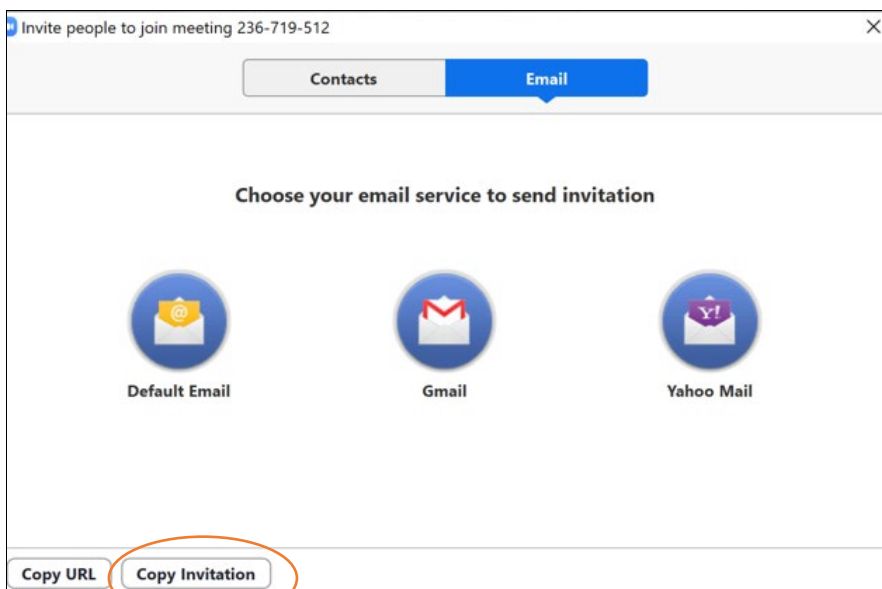 Invite people to join meeting 236-719-512
Contacts Email
Choose your email service to send invitation
@ Y!
Default Email Gmail Yahoo Mail
Copy URL Copy Invitation